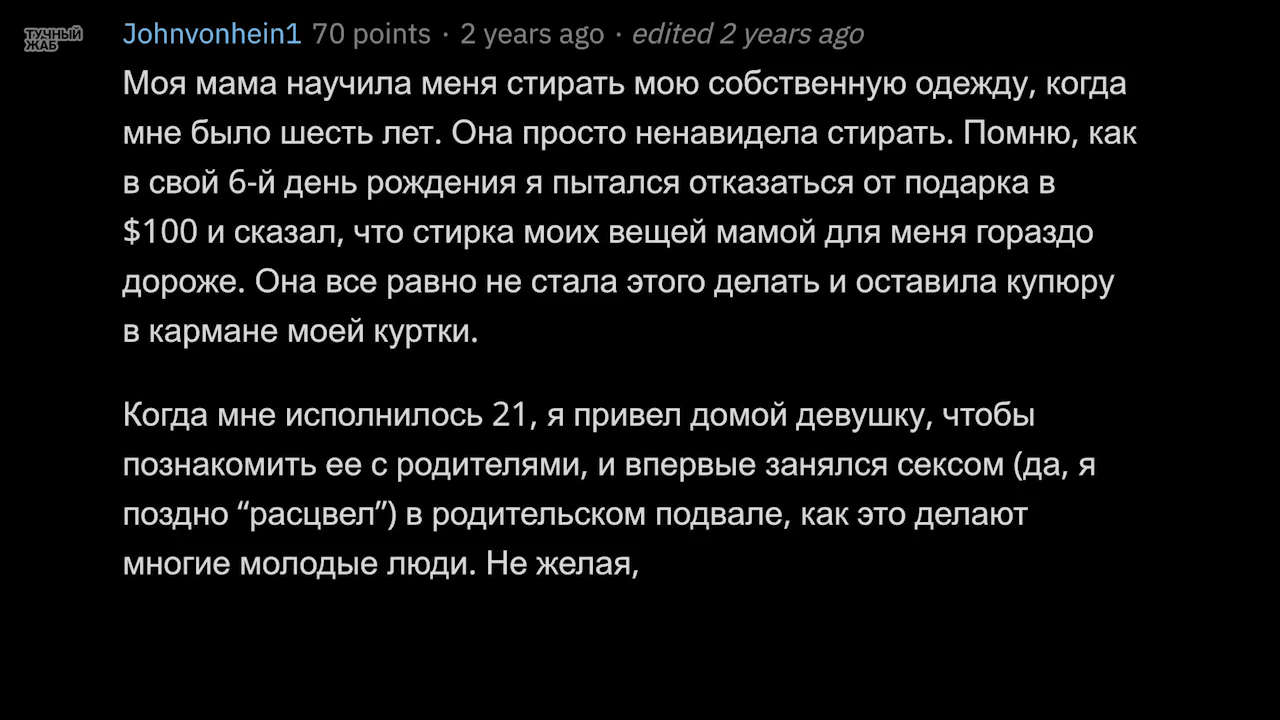 ТУЧНЫЙ
ЖАБ
Johnvonhein1 70 points · 2 years ago · edited 2 years ago
Моя мама научила меня стирать мою собственную одежду, когда
мне было шесть лет. Она просто ненавидела стирать. Помню, как
в свой 6-й день рождения я пытался отказаться от подарка в
$100 и сказал, что стирка моих вещей мамой для меня гораздо
дороже. Она все равно не стала этого делать и оставила купюру
в кармане моей куртки.
Когда мне исполнилось 21, я привел домой девушку, чтобы
познакомить ее с родителями, и впервые занялся сексом (да, я
поздно “расцвел”) в родительском подвале, как это делают
многие молодые люди. Не желая,